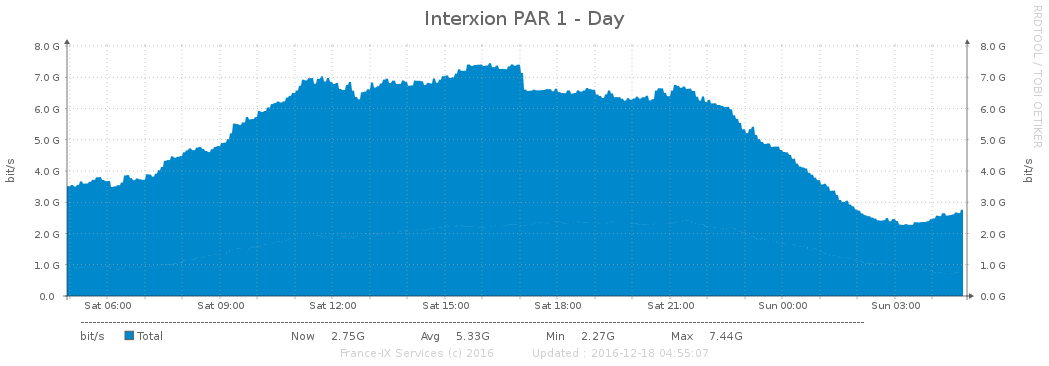 Interxion PAR 1 - Day
RRDTOOL / TOBI OETIKER
8.0 G 8.0 G
7.0 G 7.0 G
6.0 G 6.0 G
5.0 G 5.0 G
4.0 G 4.0 G
3.0 G 3.0 G
2.0 G 2.0 G
1.0 G 1.0 G
0.0 0.0 G
bit/s bit/s
Sat 06:00 Sat 09:00 Sat 12:00 Sat 15:00 Sat 18:00 Sat 21:00 Sun 00:00 Sun 03:00
bit/s Total Now 2.75G Avg 5.33G Min 2.27G Max 7.44G
France-IX Services (c) 2016 Updated : 2016-12-18 04:55:07